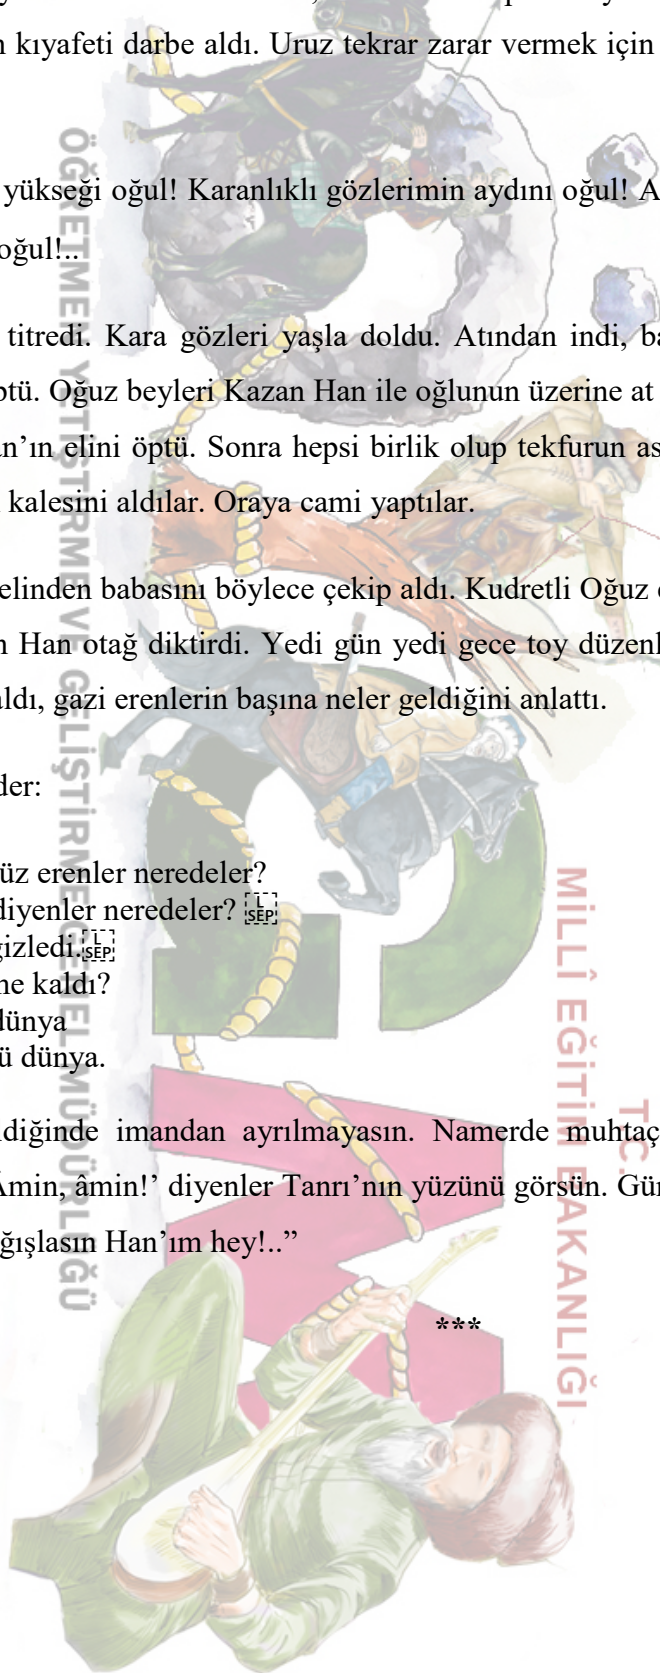 n kıyafeti darbe aldı. Uruz tekrar zarar vermek için
yükseği oğul! Karanlıklı gözlerimin aydını oğul! A
oğul!..
titredi. Kara gözleri yaşla doldu. Atından indi, ba
ptü. Oğuz beyleri Kazan Han ile oğlunun üzerine at
an’ın elini öptü. Sonra hepsi birlik olup tekfurun as
kalesini aldılar. Oraya cami yaptılar.
elinden babasını böylece çekip aldı. Kudretli Oğuz
n Han otağ diktirdi. Yedi gün yedi gece toy düzenl
aldı, gazi erenlerin başına neler geldiğini anlattı.
der:
üz erenler neredeler?
diyenler neredeler?
gizledi.
ne kaldı?
dünya
ü dünya.
ldiğinde imandan ayrılmayasın. Namerde muhtaç
Âmin, âmin!’ diyenler Tanrı’nın yüzünü görsün. Gün
ğışlasın Han’ım hey!..”
***
T.C.
MİLLÎ EĞİTİM BAKANLIĞI
ÖĞRETMEN YETİŞTİRME VE GELİŞTİRME GENEL MÜDÜRLÜĞÜ